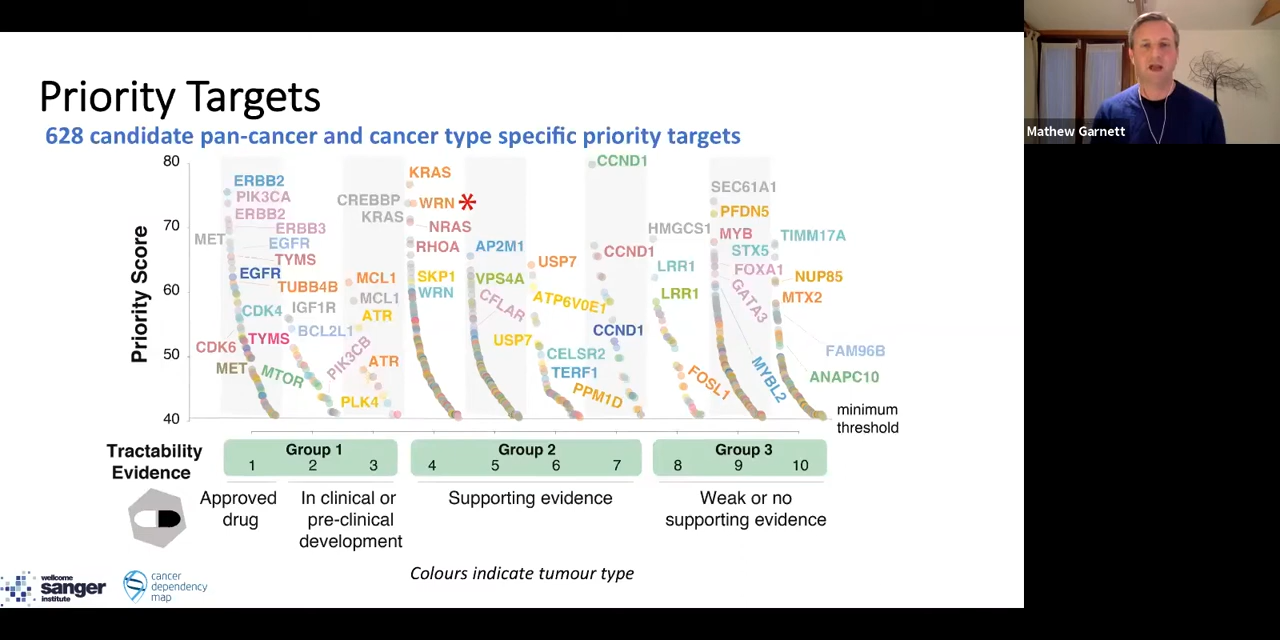 Priority Targets
628 candidate pan-cancer and cancer type specific priority targets
Mathew Garnett
Priority Score
80
70
60
50
40
ERBB2
PIK3CA
ERBB2
ERBB3
MET
EGFR
TYMS
EGFR
TUBB4B
CDK4
IGF1R
BCL2L1
TYMS
CDK6
MET
MTOR
CREBBP
KRAS
MCL1
MCL1
ATR
PIK3CB
ATR
PLK4
KRAS
WRN *
NRAS
RHOA
SKP1
WRN
AP2M1
VPS4A
CFLAR
USP7
ATP6V0E1
USP7
CELSR2
TERF1
PPM1D
CCND1
CCND1
CCND1
HMGCS1
LRR1
LRR1
FOSL1
SEC61A1
PFDN5
MYB
STX5
FOXA1
GATA3
MYBL2
TIMM17A
NUP85
MTX2
FAM96B
ANAPC10
minimum
threshold
Tractability
Evidence
Group 1
1 2 3
Group 2
4 5 6 7
Group 3
8 9 10
Approved
drug
In clinical or
pre-clinical
development
Supporting evidence
Weak or no
supporting evidence
Colours indicate tumour type
wellcome
sanger
institute
cancer
dependency
map